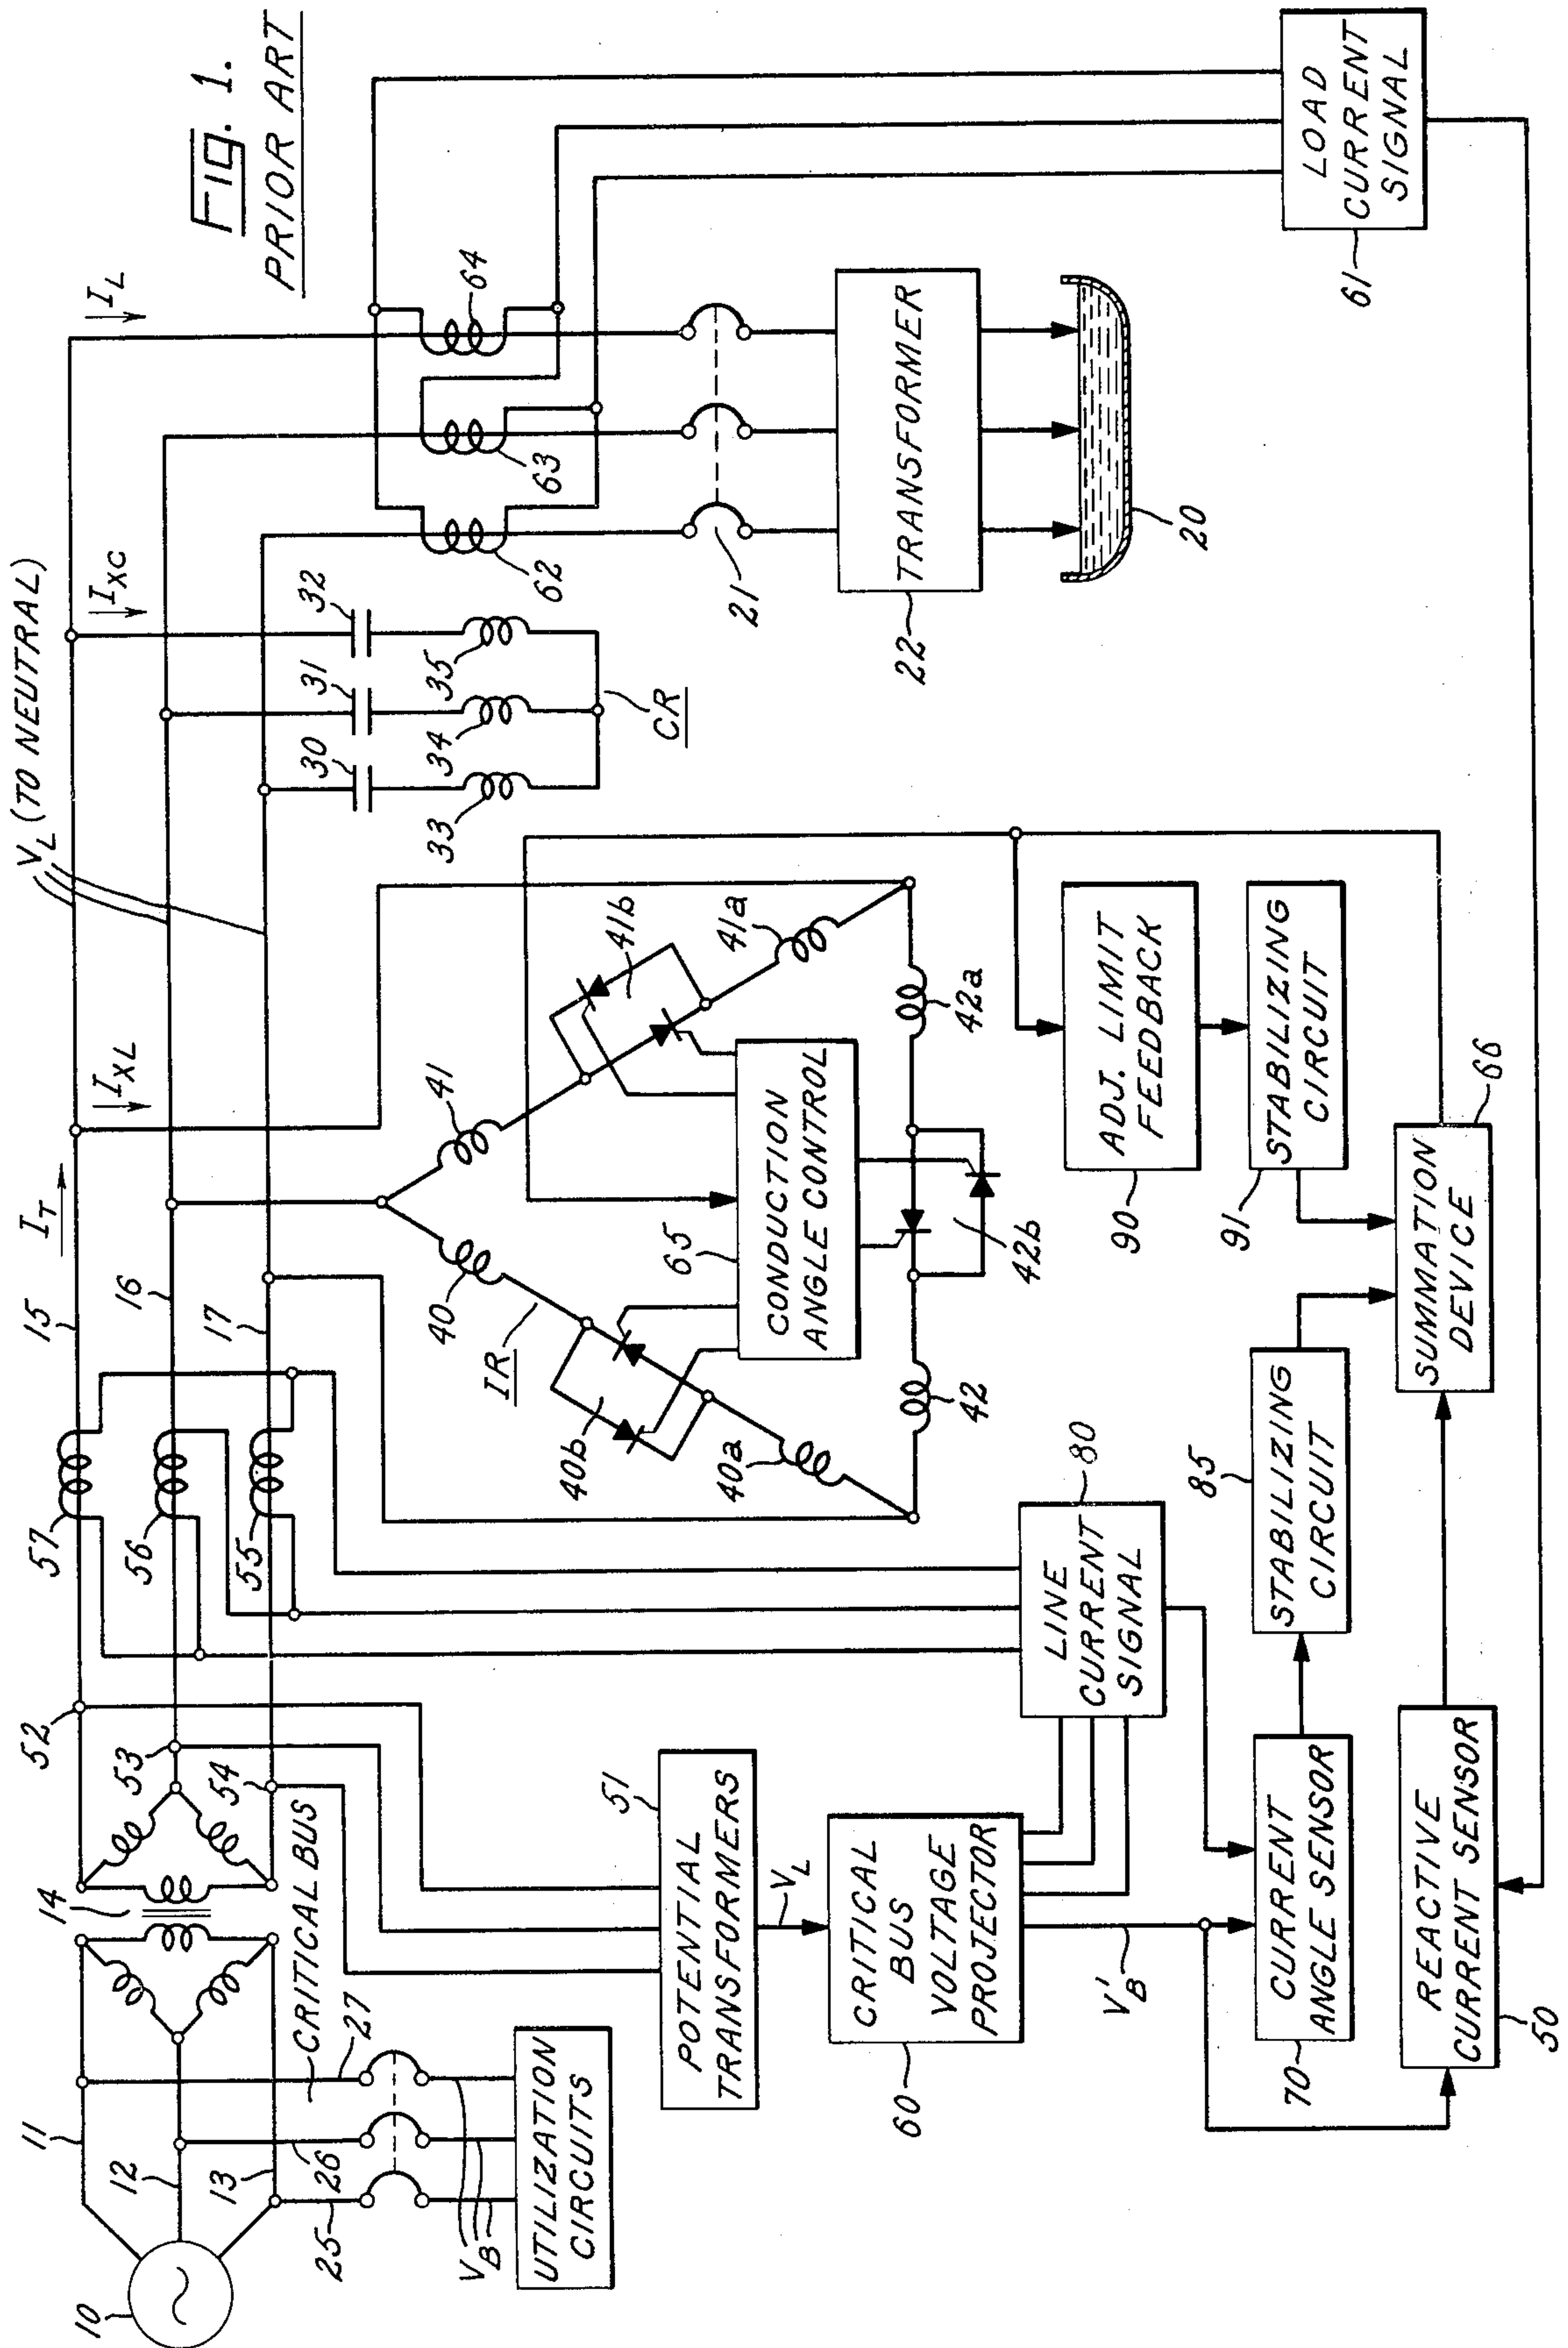 Fig. 1.
PRIOR ART
V_L (TO NEUTRAL)
I_T
I_XL
I_XC
I_L
10
11
12
13
14
CRITICAL BUS
25
26
27
V_B
UTILIZATION
CIRCUITS
52
53
54
57
56
55
15
16
17
51
POTENTIAL
TRANSFORMERS
V_L
60
CRITICAL
BUS
VOLTAGE
PROJECTOR
V_B'
80
LINE
CURRENT
SIGNAL
70
CURRENT
ANGLE SENSOR
85
STABILIZING
CIRCUIT
50
REACTIVE
CURRENT SENSOR
66
SUMMATION
DEVICE
90
ADJ. LIMIT
FEEDBACK
91
STABILIZING
CIRCUIT
IR
40
40a
40b
41
41a
41b
42
42a
42b
65
CONDUCTION
ANGLE CONTROL
30
31
32
33
34
35
CR
62
63
64
21
22
TRANSFORMER
20
61
LOAD
CURRENT
SIGNAL